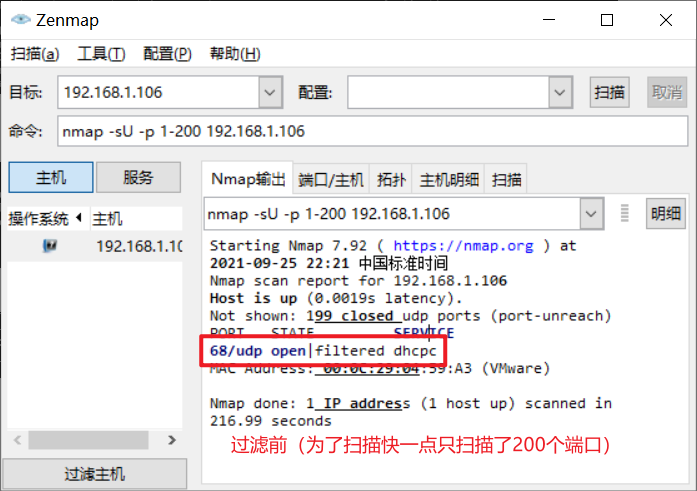 Zenmap
扫描(a) 工具(T) 配置(P) 帮助(H)
目标: 192.168.1.106 配置: 扫描 取消
命令: nmap -sU -p 1-200 192.168.1.106
主机 服务
Nmap输出 端口/主机 拓扑 主机明细 扫描
操作系统 主机
nmap -sU -p 1-200 192.168.1.106 明细
192.168.1.10
Starting Nmap 7.92 ( https://nmap.org ) at
2021-09-25 22:21 中国标准时间
Nmap scan report for 192.168.1.106
Host is up (0.0019s latency).
Not shown: 199 closed udp ports (port-unreach)
PORT STATE SERVICE
68/udp open|filtered dhcpc
MAC Address: 00:0C:29:04:59:A3 (VMware)
Nmap done: 1 IP address (1 host up) scanned in
216.99 seconds
过滤前（为了扫描快一点只扫描了200个端口）
过滤主机